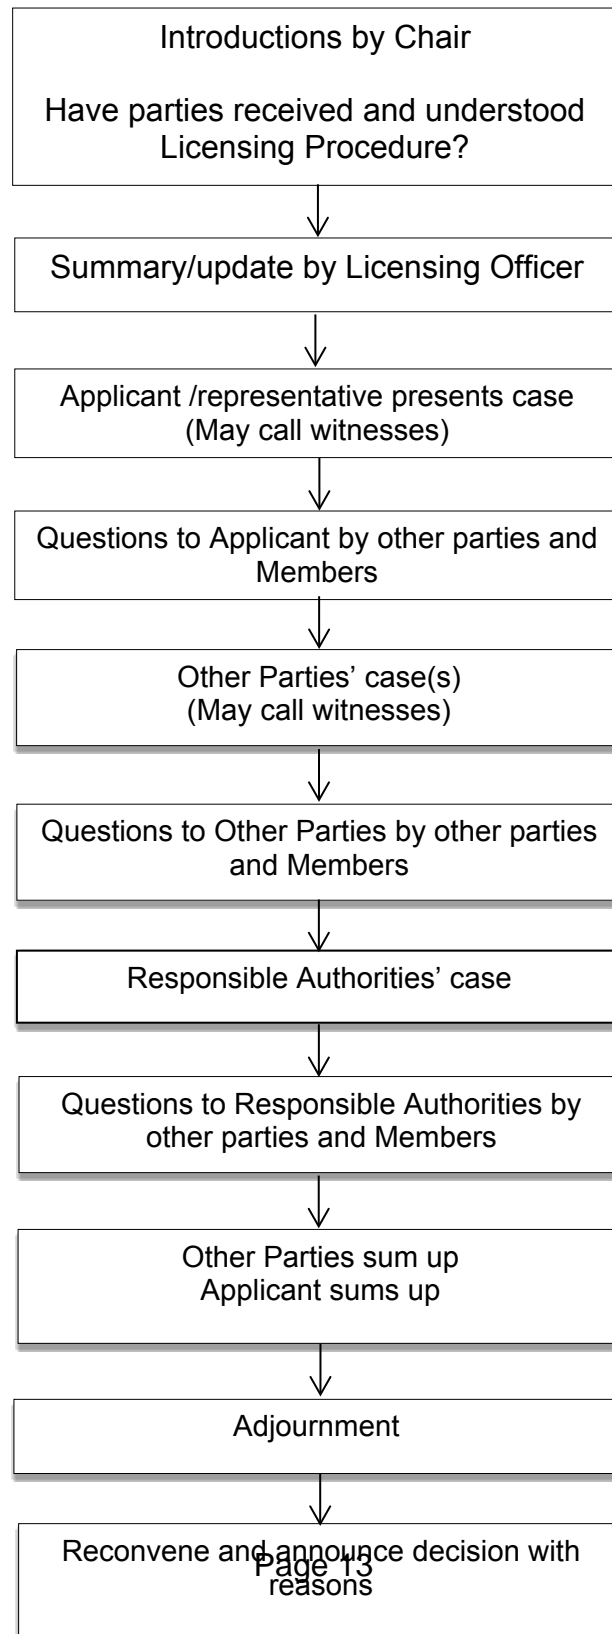 Introductions by Chair
Have parties received and understood
Licensing Procedure?
Summary/update by Licensing Officer
Applicant /representative presents case
(May call witnesses)
Questions to Applicant by other parties and
Members
Other Parties’ case(s)
(May call witnesses)
Questions to Other Parties by other parties
and Members
Responsible Authorities’ case
Questions to Responsible Authorities by
other parties and Members
Other Parties sum up
Applicant sums up
Adjournment
Reconvene and announce decision with
reasons
Page 13